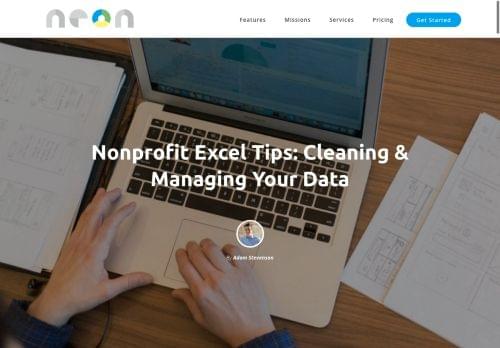 neon
Features
Missions
Services
Pricing
Get Started
Nonprofit Excel Tips: Cleaning &
Managing Your Data
By Adam Stevenson